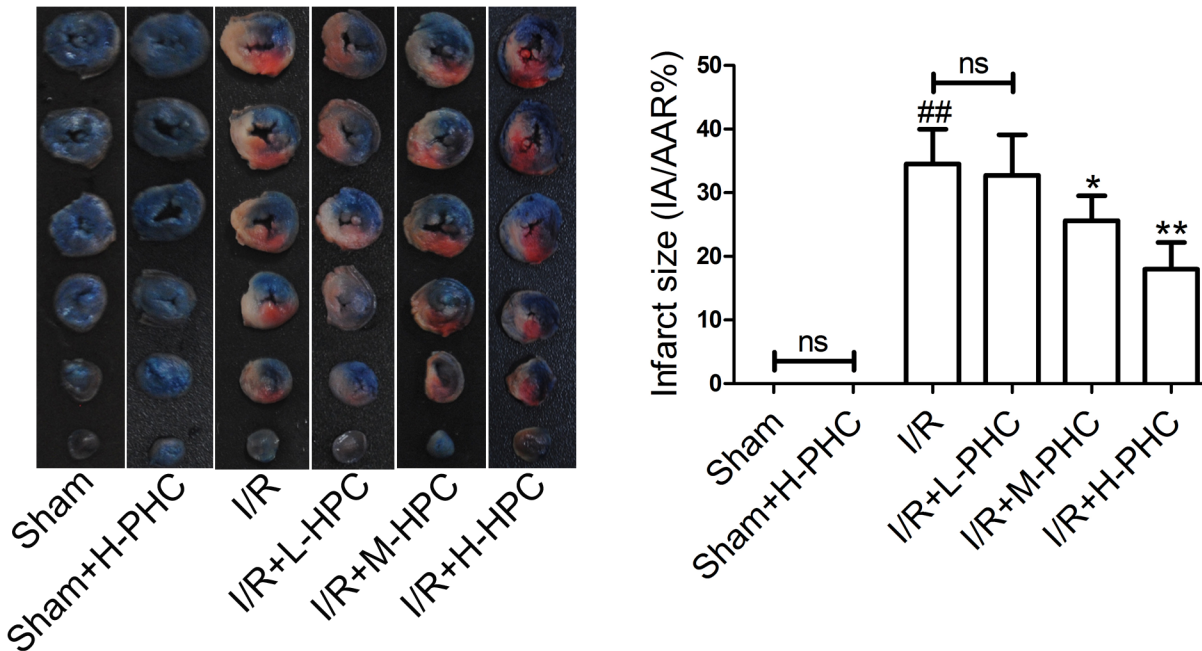 Sham
Sham+H-PHC
I/R
I/R+L-HPC
I/R+M-HPC
I/R+H-HPC
Infarct size (IA/AAR%)
50
40
30
20
10
0
ns
ns
##
*
**
Sham
Sham+H-PHC
I/R
I/R+L-PHC
I/R+M-PHC
I/R+H-PHC